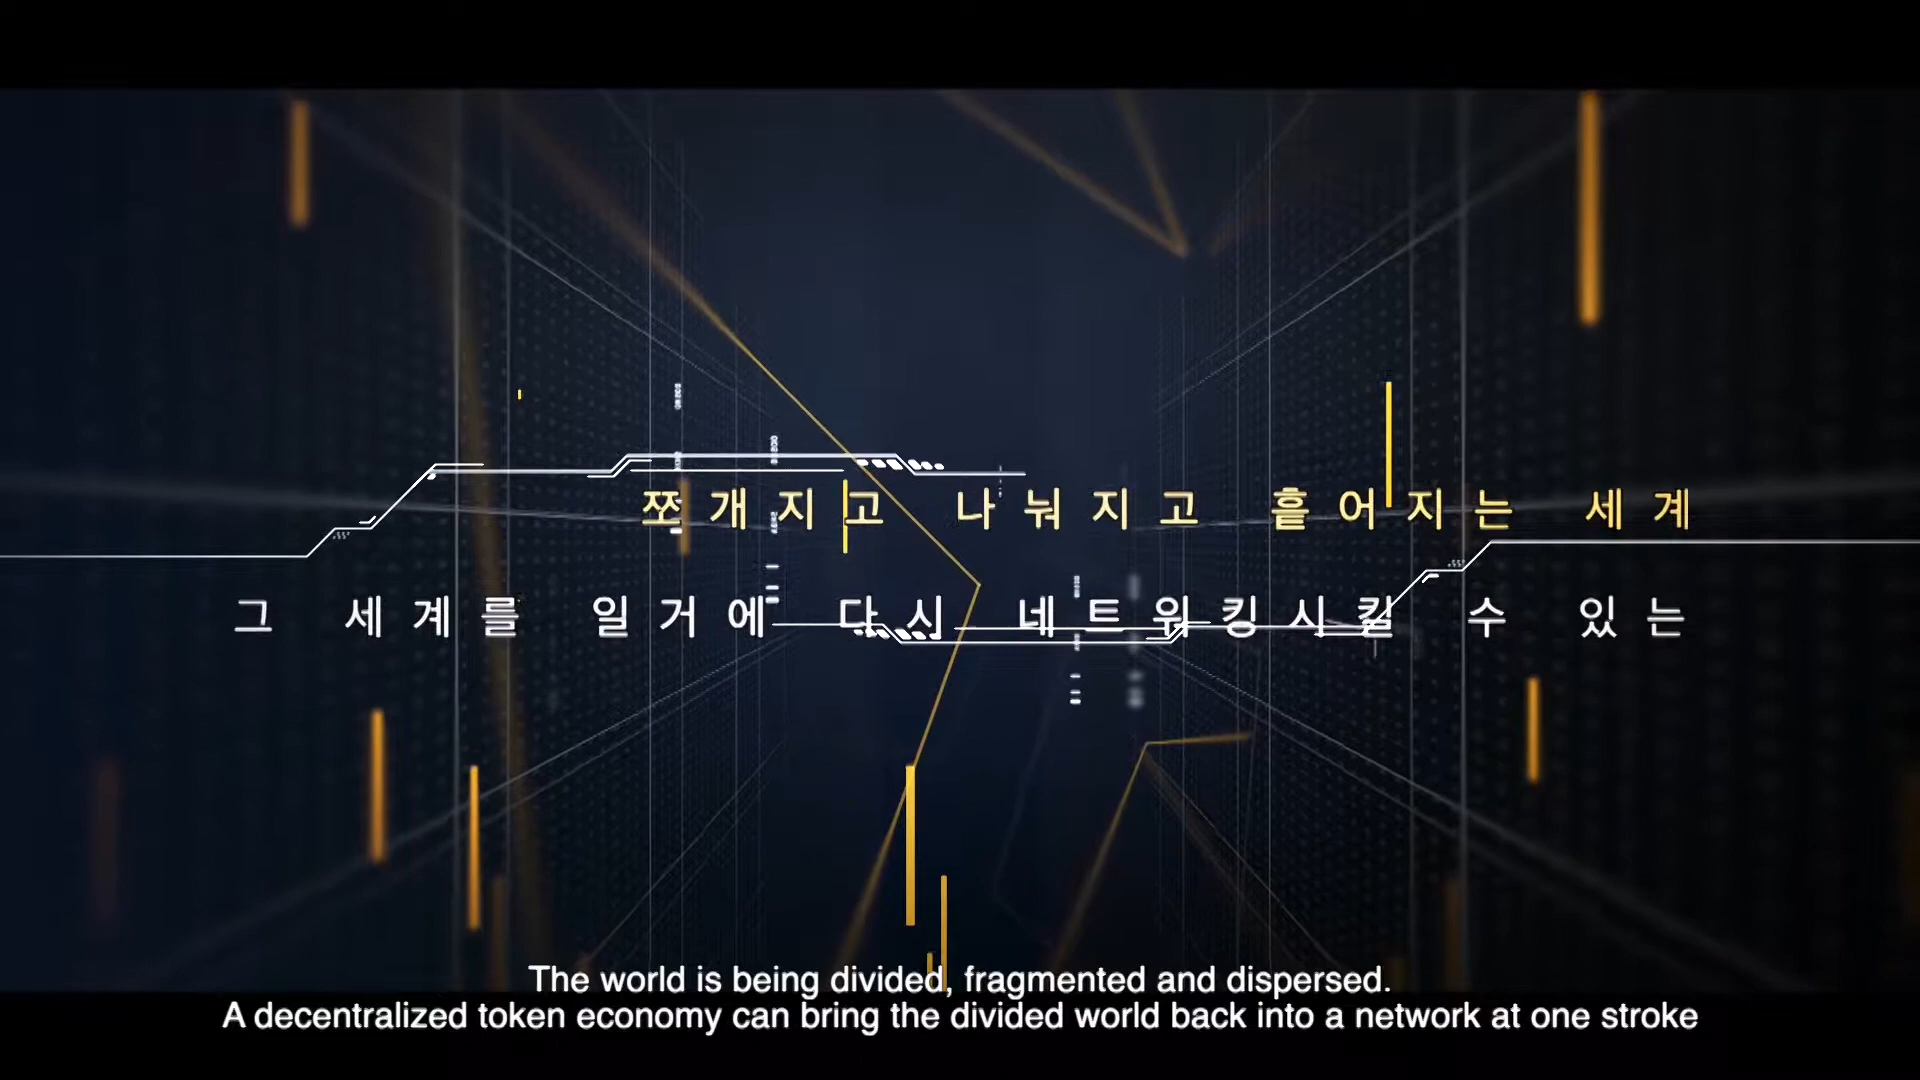 쪼개지고 나눠지고 흩어지는 세계
그 세계를 일거에 다시 네트워킹시킬 수 있는
The world is being divided, fragmented and dispersed.
A decentralized token economy can bring the divided world back into a network at one stroke